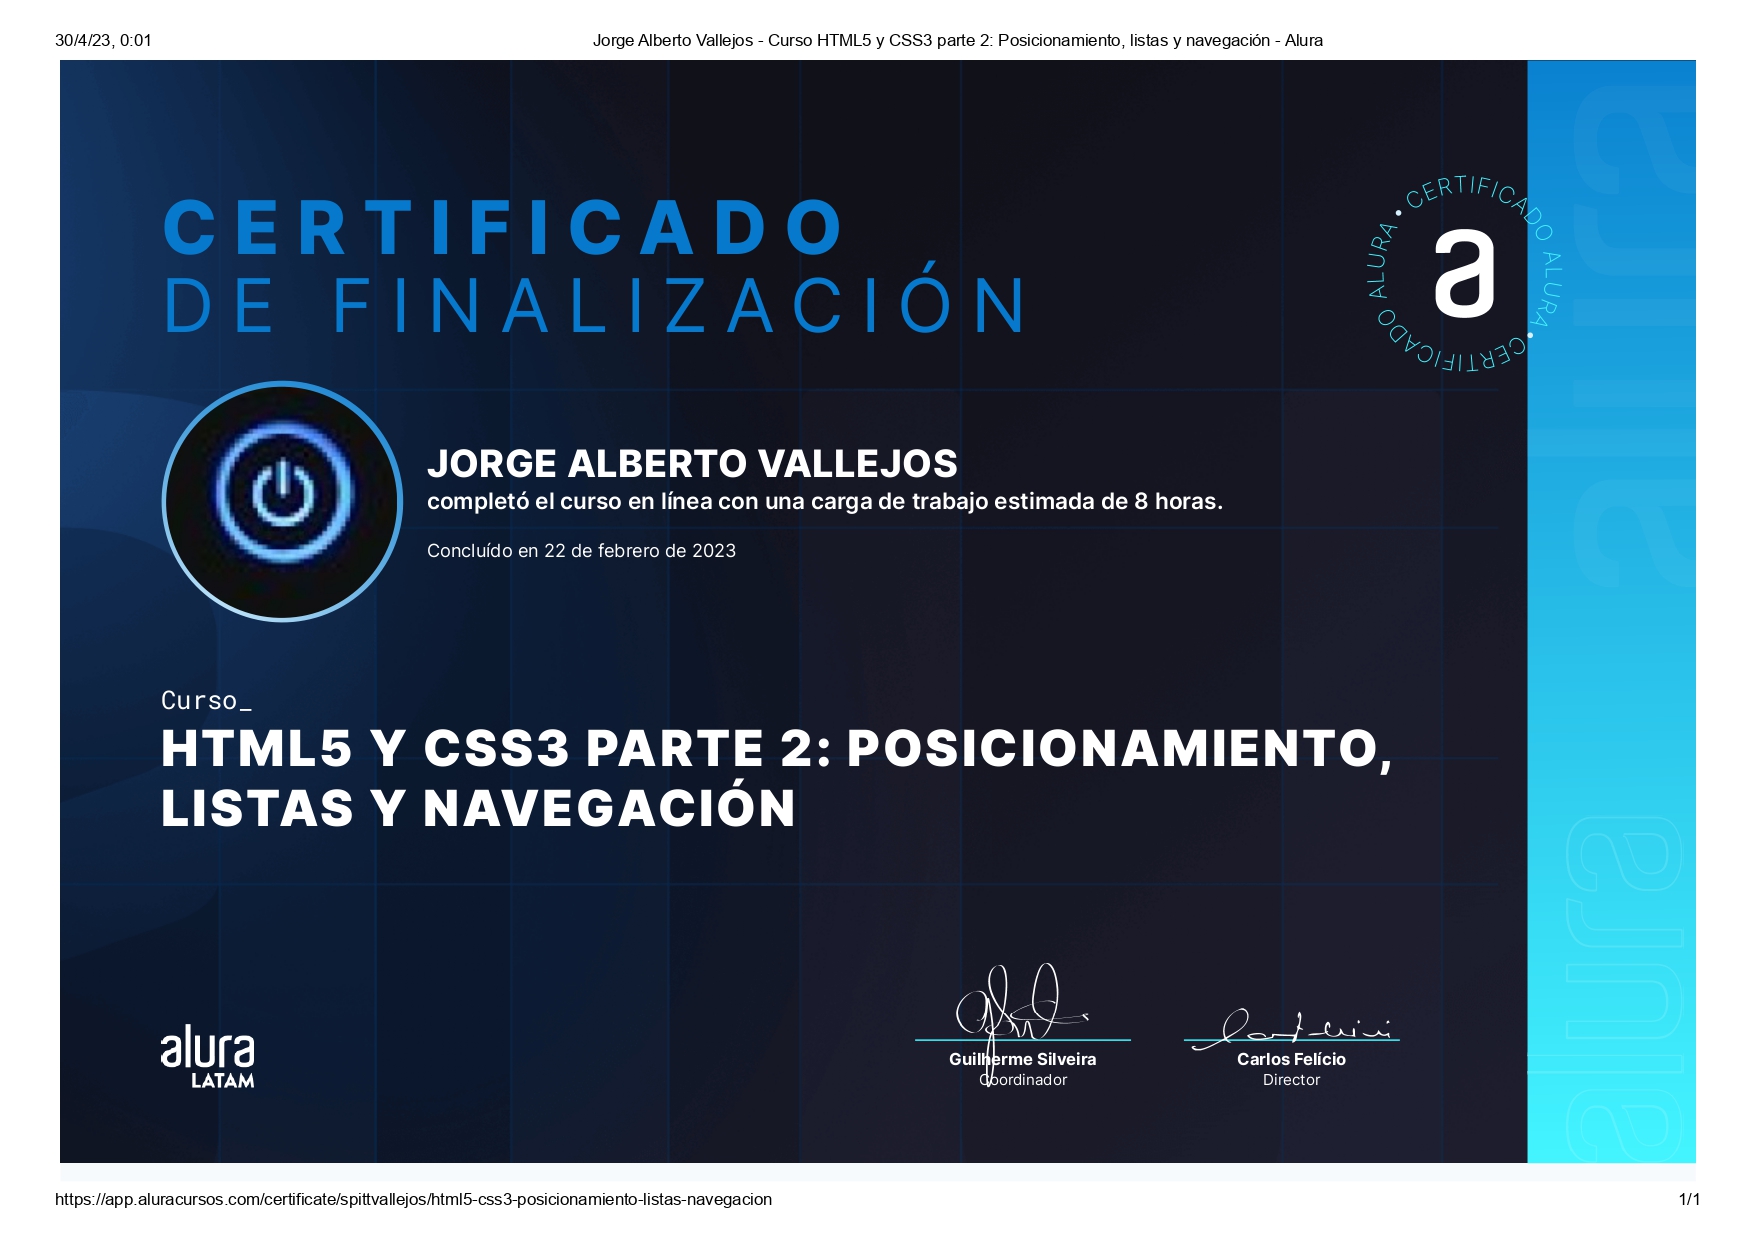 30/4/23, 0:01
Jorge Alberto Vallejos - Curso HTML5 y CSS3 parte 2: Posicionamiento, listas y navegación - Alura
CERTIFICADO
DE FINALIZACIÓN
CERTIFICADO ALURA • CERTIFICADO ALURA •
a
alura
JORGE ALBERTO VALLEJOS
completó el curso en línea con una carga de trabajo estimada de 8 horas.
Concluído en 22 de febrero de 2023
Curso_
HTML5 Y CSS3 PARTE 2: POSICIONAMIENTO,
LISTAS Y NAVEGACIÓN
alura
alura
LATAM
Guilherme Silveira
Coordinador
Carlos Felício
Director
https://app.aluracursos.com/certificate/spittvallejos/html5-css3-posicionamiento-listas-navegacion
1/1